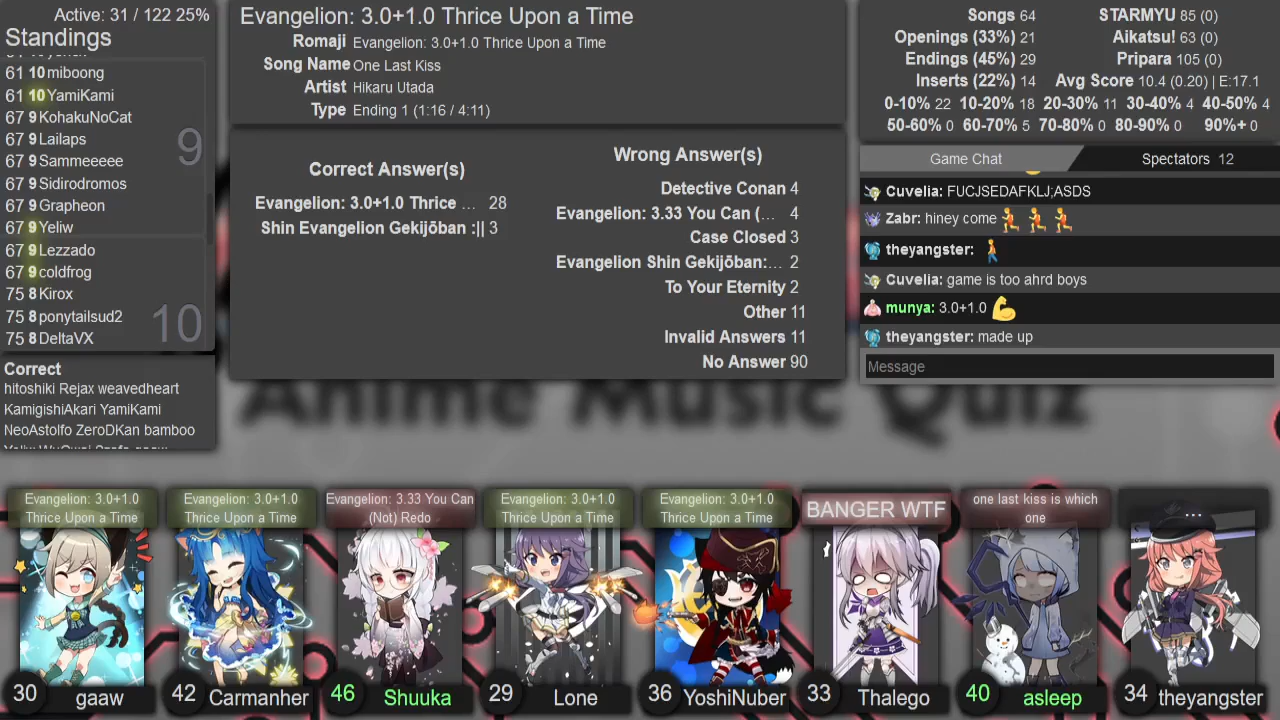 Active: 31 / 122 25%
Standings
61 10 miboong
61 10 YamiKami
67 9 KohakuNoCat
67 9 Lailaps
67 9 Sammeeeee
67 9 Sidirodromos
67 9 Grapheon
67 9 Yeliw
67 9 Lezzado
67 9 coldfrog
75 8 Kirox
75 8 ponytailsud2
75 8 DeltaVX
9
10
Correct
hitoshiki Rejax weavedheart
KamigishiAkari YamiKami
NeoAstolfo ZeroDKan bamboo
Evangelion: 3.0+1.0 Thrice Upon a Time
Romaji Evangelion: 3.0+1.0 Thrice Upon a Time
Song Name One Last Kiss
Artist Hikaru Utada
Type Ending 1 (1:16 / 4:11)
Correct Answer(s)
Evangelion: 3.0+1.0 Thrice ... 28
Shin Evangelion Gekijōban :|| 3
Wrong Answer(s)
Detective Conan 4
Evangelion: 3.33 You Can (... 4
Case Closed 3
Evangelion Shin Gekijōban:... 2
To Your Eternity 2
Other 11
Invalid Answers 11
No Answer 90
Songs 64
Openings (33%) 21
Endings (45%) 29
Inserts (22%) 14
STARMYU 85 (0)
Aikatsu! 63 (0)
Pripara 105 (0)
Avg Score 10.4 (0.20) | E:17.1
0-10% 22 10-20% 18 20-30% 11 30-40% 4 40-50% 4
50-60% 0 60-70% 5 70-80% 0 80-90% 0 90%+ 0
Game Chat
Spectators 12
Cuvelia: FUCJSEDAFKLJ;ASDS
Zabr: hiney come
theyangster:
Cuvelia: game is too ahrd boys
munya: 3.0+1.0
theyangster: made up
Message
Anime Music Quiz
Evangelion: 3.0+1.0
Thrice Upon a Time
30 gaaw
Evangelion: 3.0+1.0
Thrice Upon a Time
42 Carmanher
Evangelion: 3.33 You Can
(Not) Redo
46 Shuuka
Evangelion: 3.0+1.0
Thrice Upon a Time
29 Lone
Evangelion: 3.0+1.0
Thrice Upon a Time
36 YoshiNuber
BANGER WTF
33 Thalego
one last kiss is which
one
40 asleep
...
34 theyangster